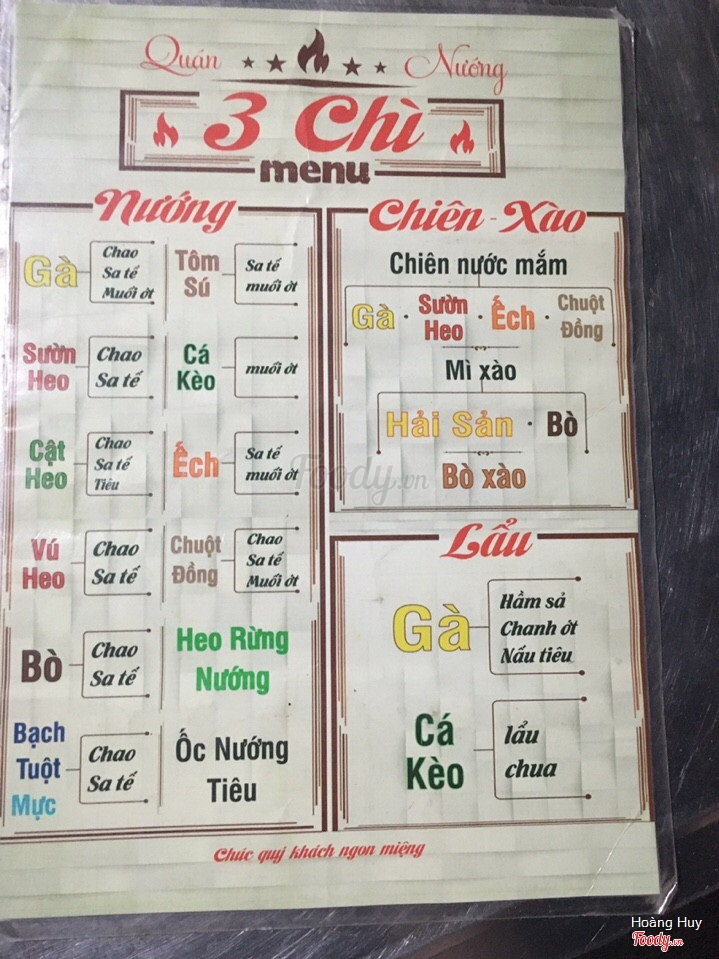 Quán Nướng
3 Chì
menu
Nướng
Gà
Chao
Sa tế
Muối ớt
Tôm
Sú
Sa tế
muối ớt
Sườn
Heo
Chao
Sa tế
Cá
Kèo
muối ớt
Cật
Heo
Chao
Sa tế
Tiêu
Ếch
Sa tế
muối ớt
Vú
Heo
Chao
Sa tế
Chuột
Đồng
Chao
Sa tế
Muối ớt
Bò
Chao
Sa tế
Heo Rừng
Nướng
Bạch
Tuột
Mực
Chao
Sa tế
Ốc Nướng
Tiêu
Chiên - Xào
Chiên nước mắm
Gà · Sườn Heo · Ếch · Chuột Đồng
Mì xào
Hải Sản · Bò
Bò xào
Lẩu
Gà
Hầm sả
Chanh ớt
Nấu tiêu
Cá
Kèo
lẩu
chua
Chúc quý khách ngon miệng
Foody.vn
Hoàng Huy
Foody.vn